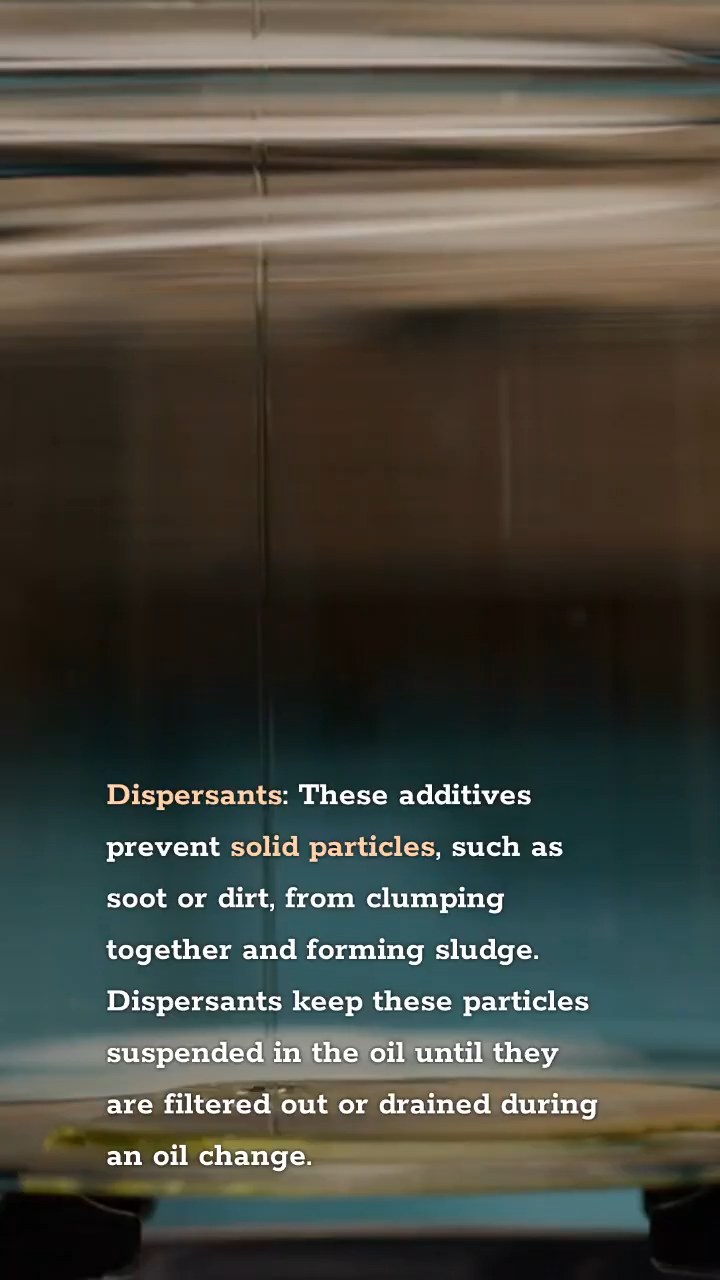 Dispersants: These additives
prevent solid particles, such as
soot or dirt, from clumping
together and forming sludge.
Dispersants keep these particles
suspended in the oil until they
are filtered out or drained during
an oil change.